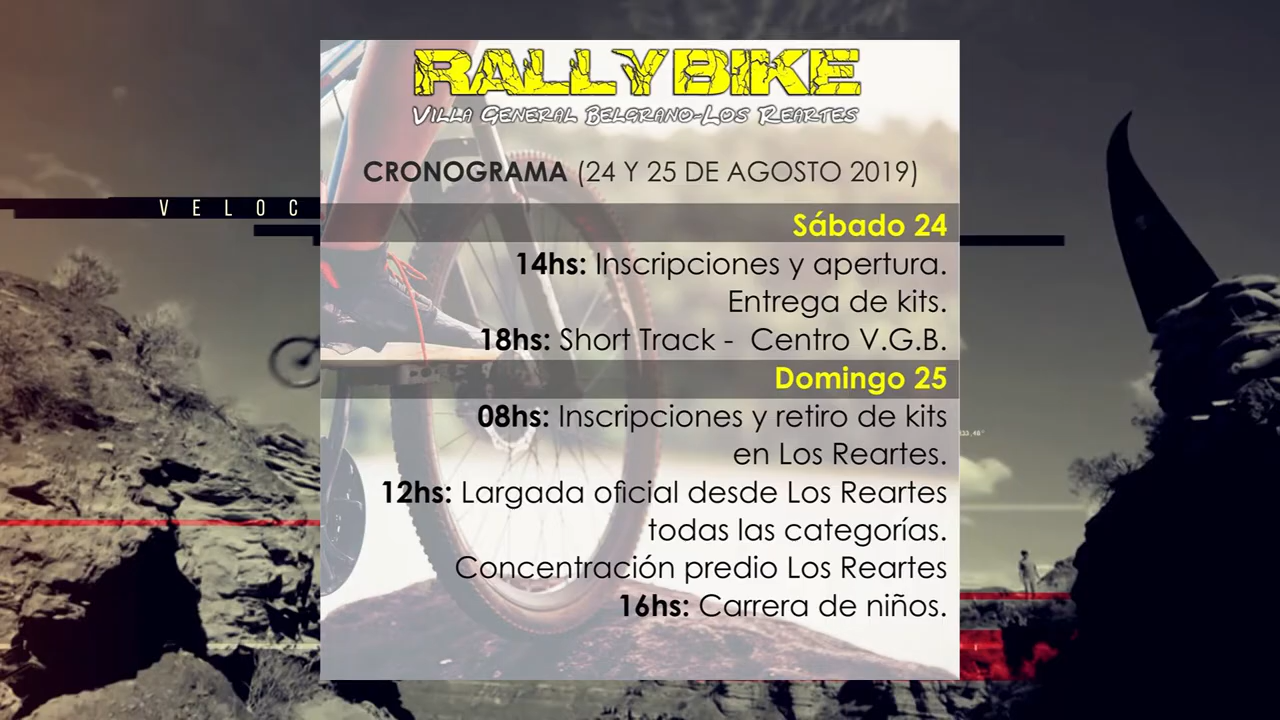 RALLYBIKE
VILLA GENERAL BELGRANO-LOS REARTES
CRONOGRAMA (24 Y 25 DE AGOSTO 2019)
VELOC
Sábado 24
14hs: Inscripciones y apertura.
Entrega de kits.
18hs: Short Track - Centro V.G.B.
Domingo 25
08hs: Inscripciones y retiro de kits
en Los Reartes.
12hs: Largada oficial desde Los Reartes
todas las categorías.
Concentración predio Los Reartes
16hs: Carrera de niños.